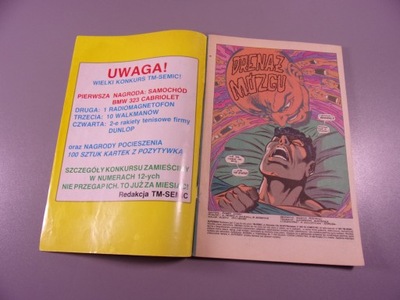 UWAGA!
WIELKI KONKURS TM-SEMIC!
PIERWSZA NAGRODA: SAMOCHÓD
BMW 325 CABRIOLET
DRUGA: 1 RADIOMAGNETOFON
TRZECIA: 10 WALKMANÓW
CZWARTA: 2-e rakiety tenisowe firmy
DUNLOP
oraz NAGRODY POCIESZENIA
100 SZTUK KARTEK Z POZYTYWKĄ
SZCZEGÓŁY KONKURSU ZAMIEŚCIMY
W NUMERACH 12-ych
NIE PRZEGAP ICH, TO JUŻ ZA MIESIĄC!
Redakcja TM-SEMIC
DRENAŻ
MÓZGU